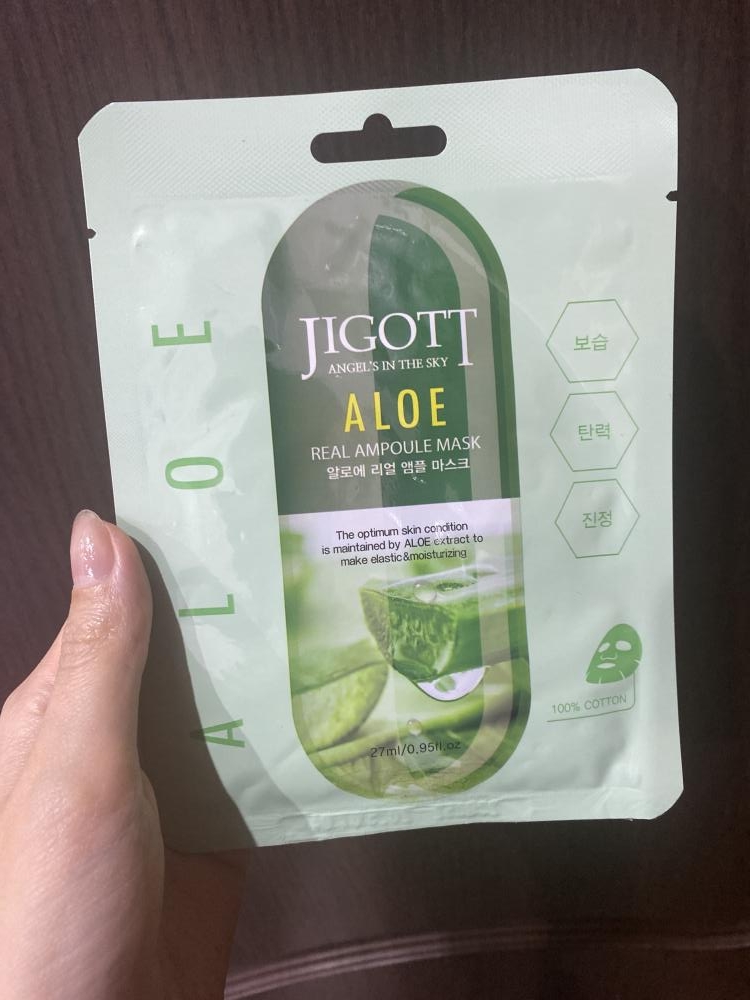 ALOE
JIGOTT
ANGEL'S IN THE SKY
ALOE
REAL AMPOULE MASK
알로에 리얼 앰플 마스크
The optimum skin condition
is maintained by ALOE extract to
make elastic&moisturizing
27ml/0.95fl.oz
보습
탄력
진정
100% COTTON